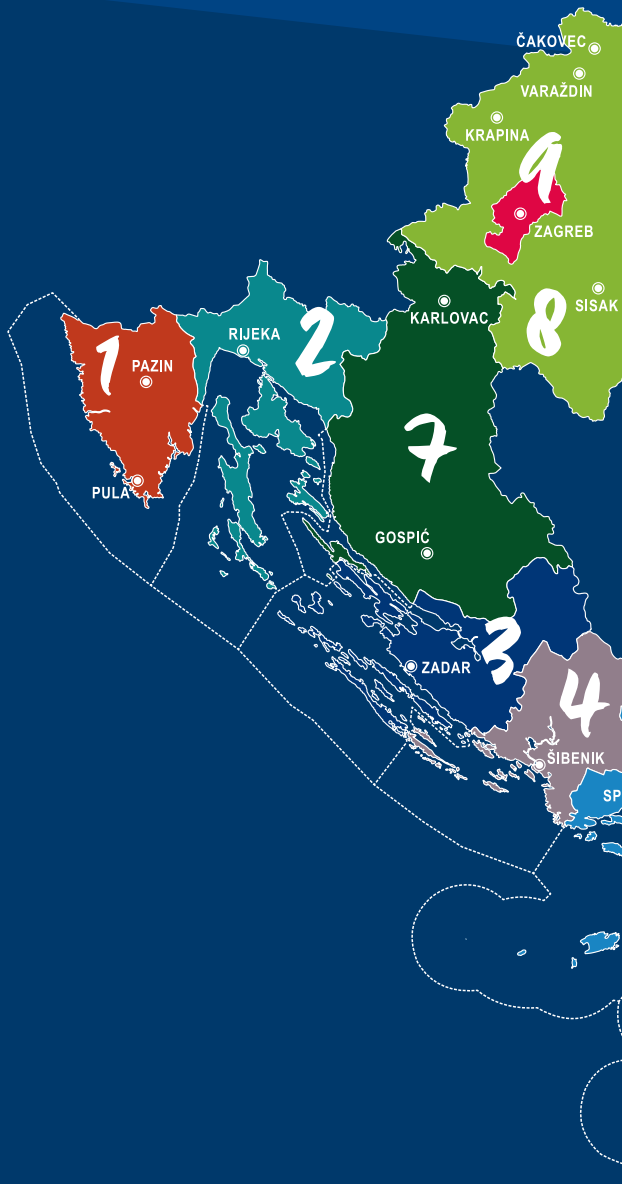 ČAKOVEC
VARAŽDIN
KRAPINA
9
ZAGREB
8
SISAK
KARLOVAC
2
RIJEKA
1
PAZIN
7
PULA
GOSPIĆ
3
ZADAR
4
ŠIBENIK
SP